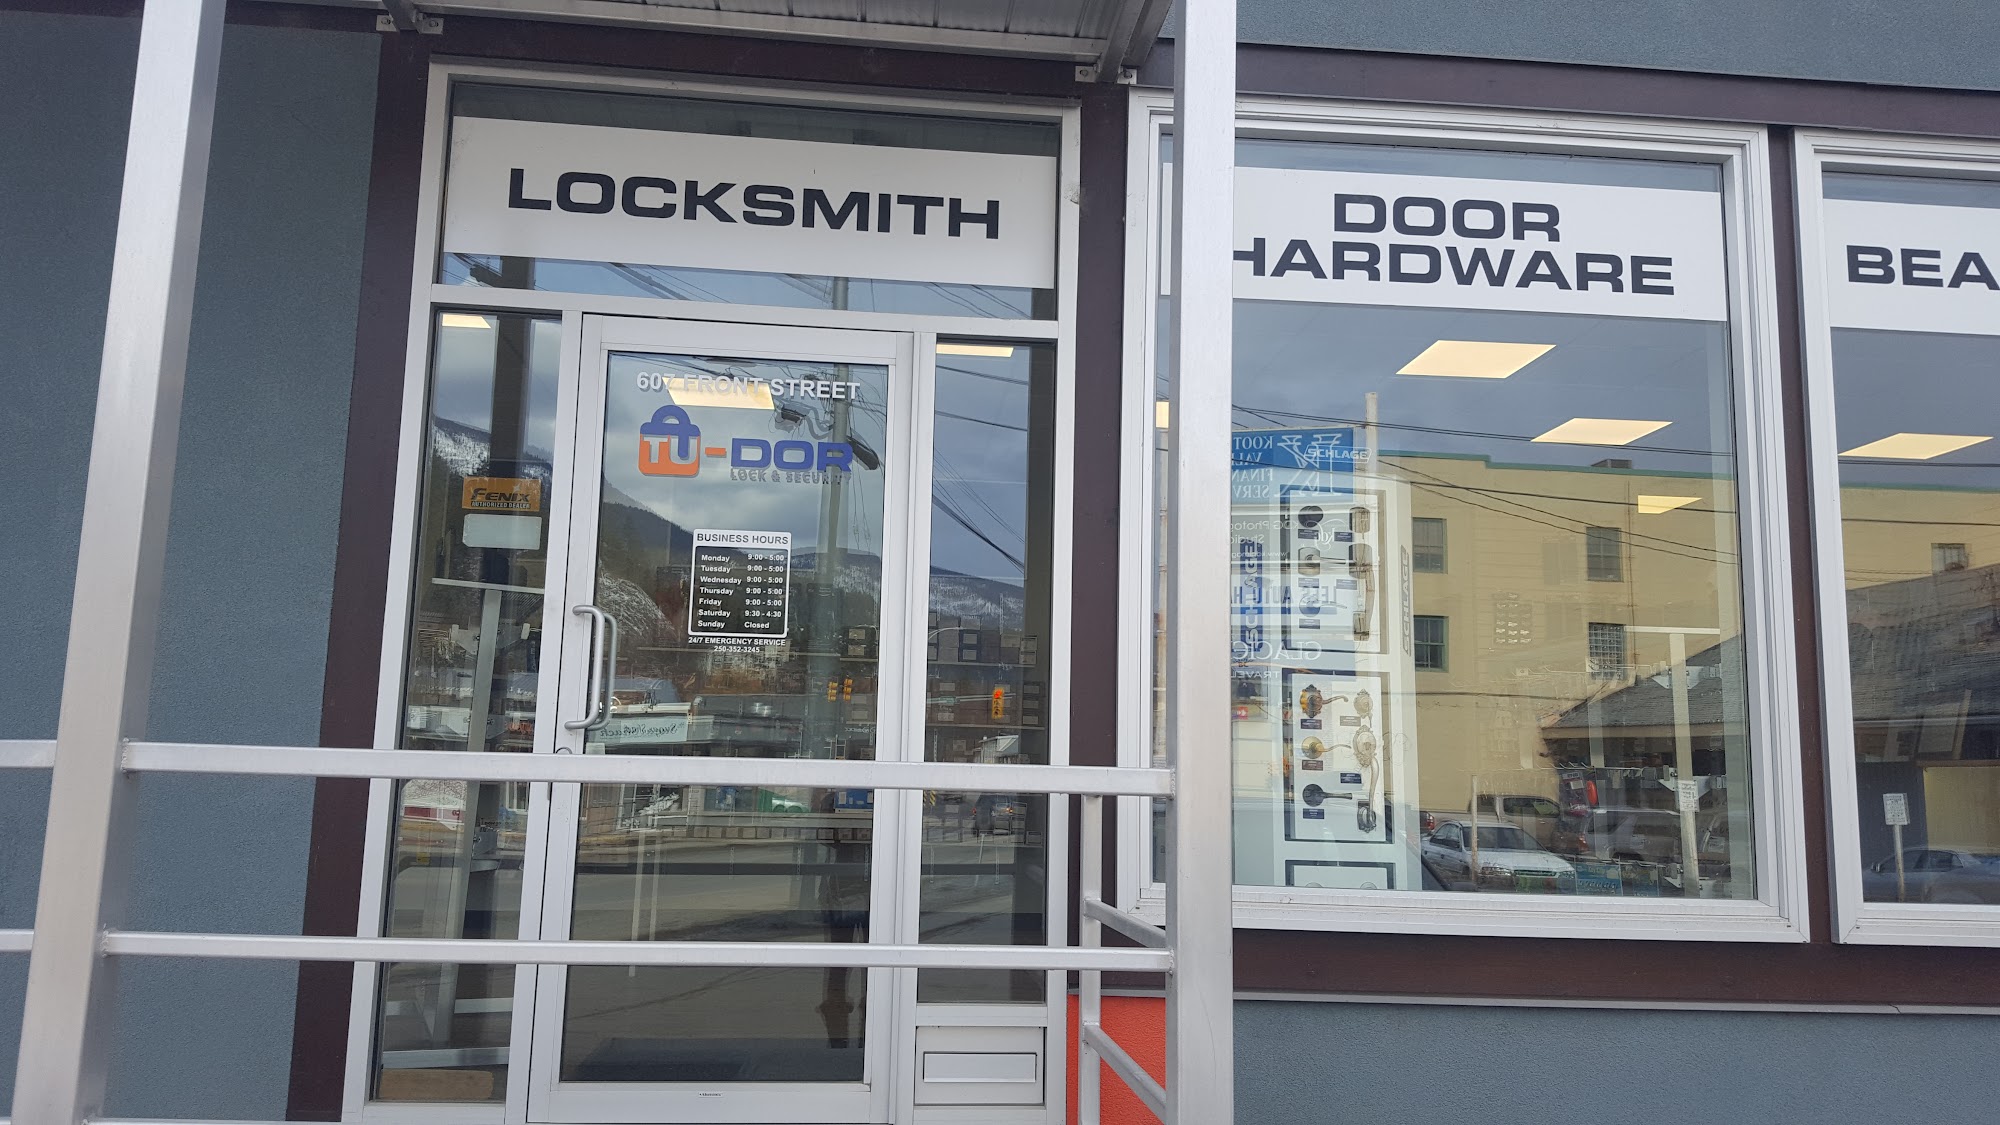 LOCKSMITH
DOOR
HARDWARE
BEA
607 FRONT STREET
TU-DOR
LOCK & SECURITY
FENIX
AUTHORIZED DEALER
BUSINESS HOURS
Monday 9:00 - 5:00
Tuesday 9:00 - 5:00
Wednesday 9:00 - 5:00
Thursday 9:00 - 5:00
Friday 9:00 - 5:00
Saturday 9:30 - 4:30
Sunday Closed
24/7 EMERGENCY SERVICE
250-352-3245
SCHLAGE
SCHLAGE
SCHLAGE